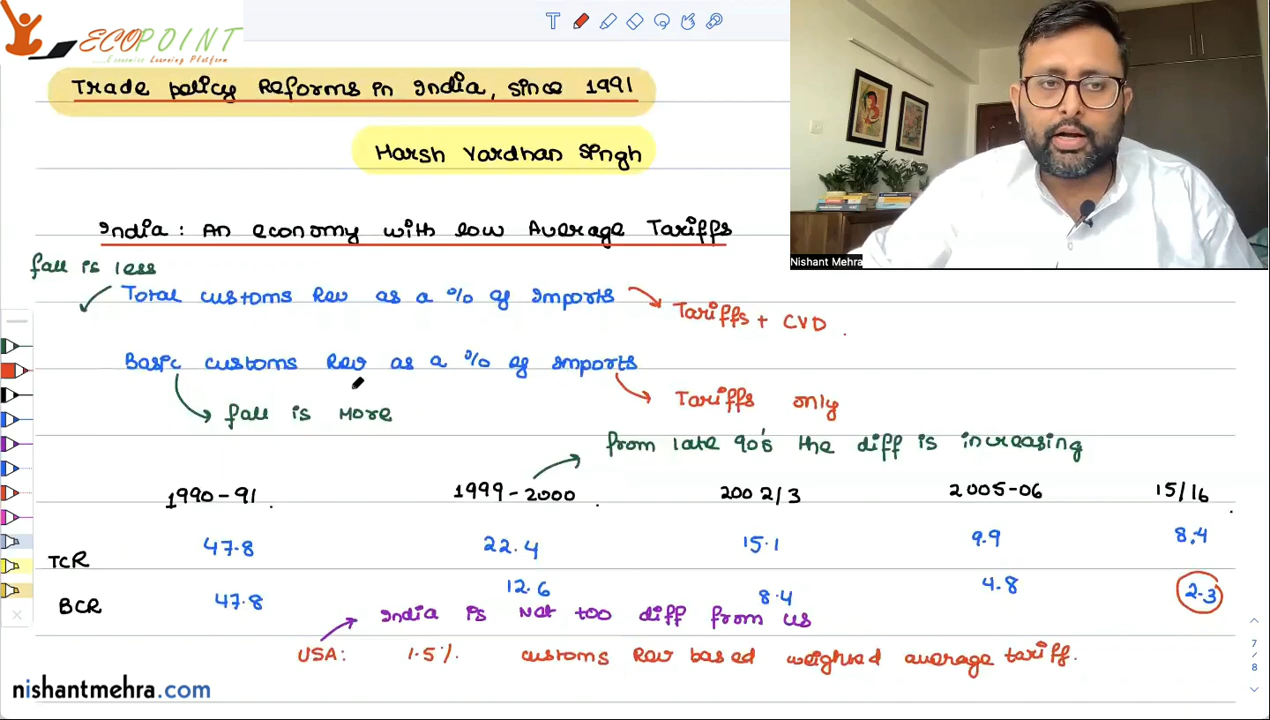 ECOPOINT
Economics Learning Platform
Trade policy Reforms in India, since 1991
Harsh Vardhan Singh
India: An economy with low Average Tariffs
fall is less
Total customs Rev as a % of imports
Tariffs + CVD
Nishant Mehra
Basic customs Rev as a % of imports
Tariffs only
fall is More
from late 90's the diff is increasing
1990-91 1999-2000 2002/3 2005-06 15/16
TCR 47.8 22.4 15.1 9.9 8.4
BCR 47.8 12.6 8.4 4.8 2.3
India is Not too diff from us
USA: 1.5%. customs Rev based weighted average tariff.
nishantmehra.com
7/8